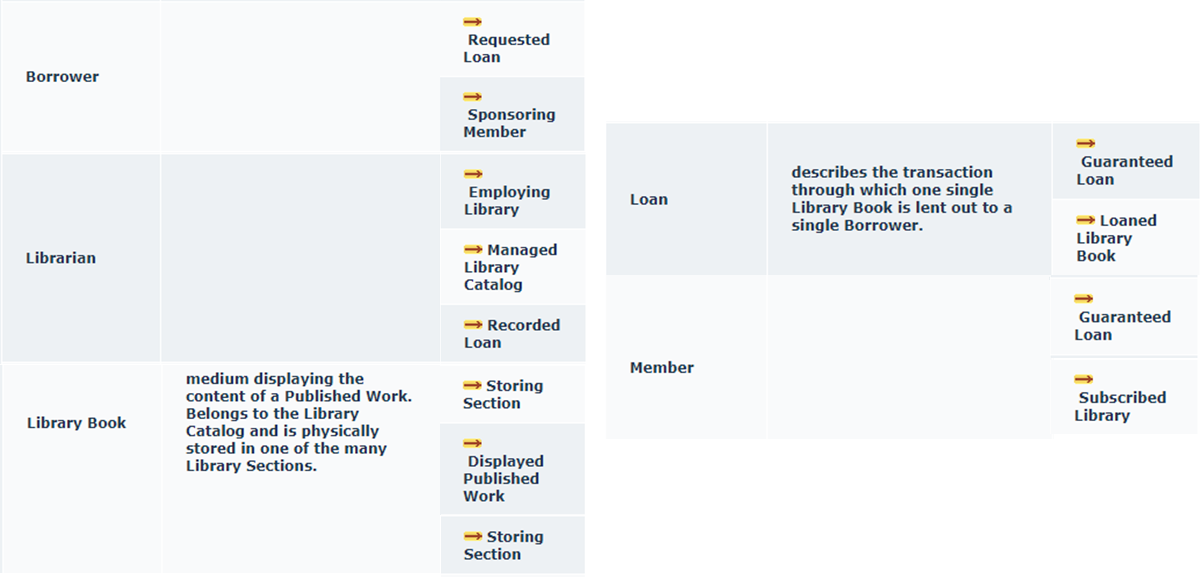 Borrower
→
Requested
Loan
→
Sponsoring
Member
Librarian
→
Employing
Library
→ Managed
Library
Catalog
→ Recorded
Loan
Library Book
medium displaying the
content of a Published Work.
Belongs to the Library
Catalog and is physically
stored in one of the many
Library Sections.
→ Storing
Section
→
Displayed
Published
Work
→ Storing
Section
Loan
describes the transaction
through which one single
Library Book is lent out to a
single Borrower.
→
Guaranteed
Loan
→ Loaned
Library
Book
Member
→
Guaranteed
Loan
→
Subscribed
Library